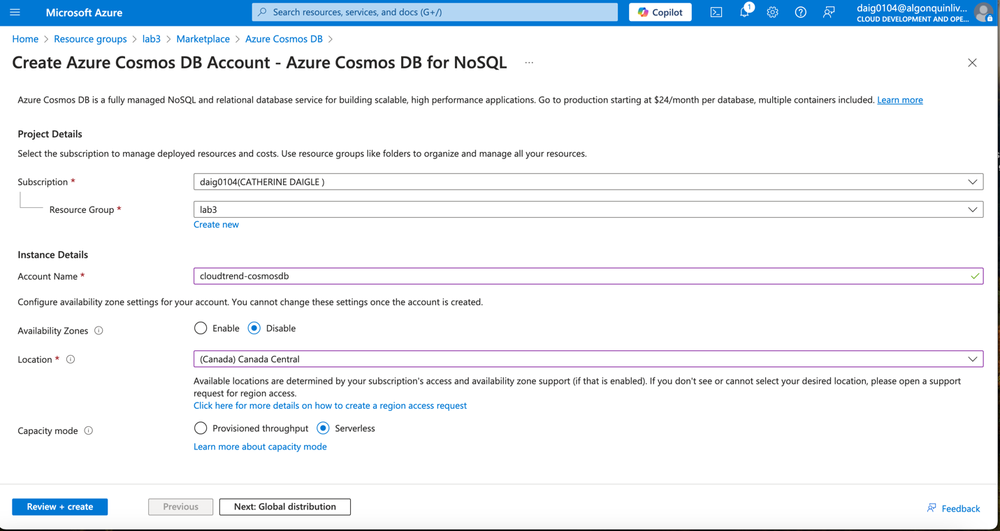 Microsoft Azure
Search resources, services, and docs (G+/)
Copilot
1
daig0104@algonquinliv...
CLOUD DEVELOPMENT AND OPE...
Home > Resource groups > lab3 > Marketplace > Azure Cosmos DB >
Create Azure Cosmos DB Account - Azure Cosmos DB for NoSQL ...
Azure Cosmos DB is a fully managed NoSQL and relational database service for building scalable, high performance applications. Go to production starting at $24/month per database, multiple containers included. Learn more
Project Details
Select the subscription to manage deployed resources and costs. Use resource groups like folders to organize and manage all your resources.
Subscription *
daig0104(CATHERINE DAIGLE )
Resource Group *
lab3
Create new
Instance Details
Account Name *
cloudtrend-cosmosdb
Configure availability zone settings for your account. You cannot change these settings once the account is created.
Availability Zones
Enable
Disable
Location *
(Canada) Canada Central
Available locations are determined by your subscription's access and availability zone support (if that is enabled). If you don't see or cannot select your desired location, please open a support
request for region access.
Click here for more details on how to create a region access request
Capacity mode
Provisioned throughput
Serverless
Learn more about capacity mode
Review + create
Previous
Next: Global distribution
Feedback